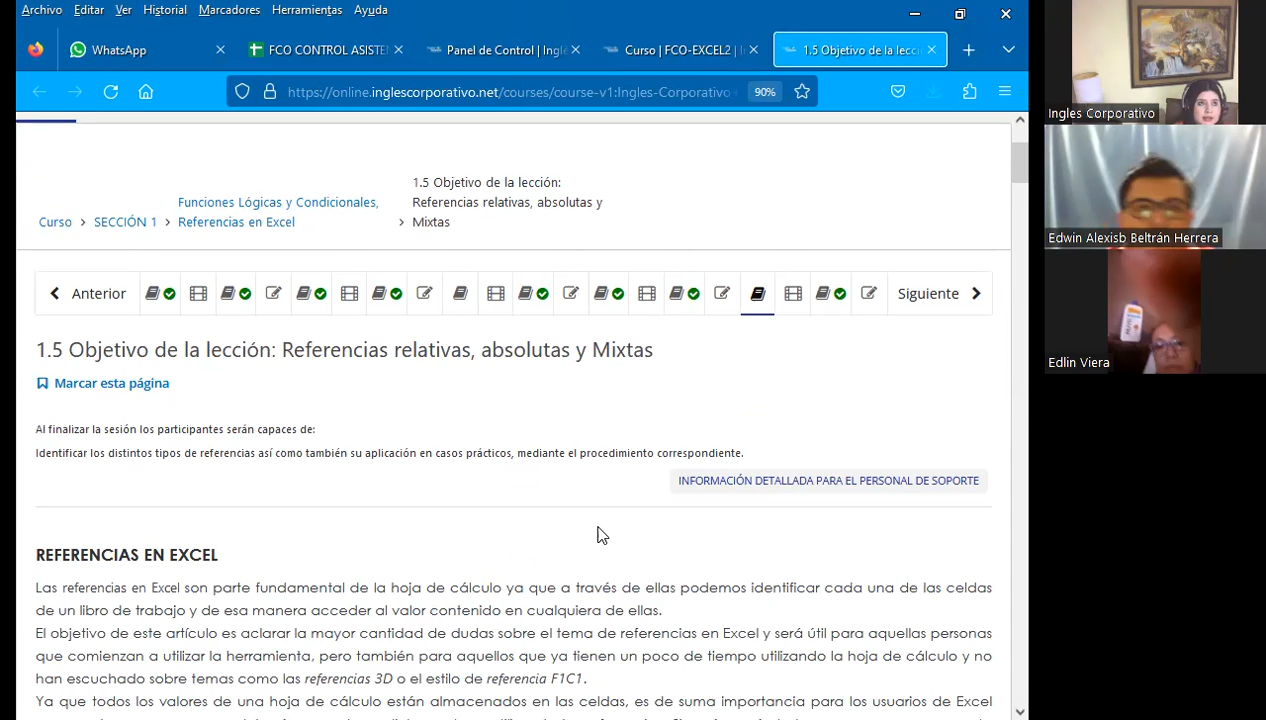 Archivo Editar Ver Historial Marcadores Herramientas Ayuda
WhatsApp
FCO CONTROL ASISTE
Panel de Control | Ingle
Curso | FCO-EXCEL2 | I
1.5 Objetivo de la lecci
https://online.inglescorporativo.net/courses/course-v1:Ingles-Corporativo
90%
Curso
SECCIÓN 1
Funciones Lógicas y Condicionales,
Referencias en Excel
1.5 Objetivo de la lección:
Referencias relativas, absolutas y
Mixtas
Anterior
Siguiente
1.5 Objetivo de la lección: Referencias relativas, absolutas y Mixtas
Marcar esta página
Al finalizar la sesión los participantes serán capaces de:
Identificar los distintos tipos de referencias así como también su aplicación en casos prácticos, mediante el procedimiento correspondiente.
INFORMACIÓN DETALLADA PARA EL PERSONAL DE SOPORTE
REFERENCIAS EN EXCEL
Las referencias en Excel son parte fundamental de la hoja de cálculo ya que a través de ellas podemos identificar cada una de las celdas
de un libro de trabajo y de esa manera acceder al valor contenido en cualquiera de ellas.
El objetivo de este artículo es aclarar la mayor cantidad de dudas sobre el tema de referencias en Excel y será útil para aquellas personas
que comienzan a utilizar la herramienta, pero también para aquellos que ya tienen un poco de tiempo utilizando la hoja de cálculo y no
han escuchado sobre temas como las referencias 3D o el estilo de referencia F1C1.
Ya que todos los valores de una hoja de cálculo están almacenados en las celdas, es de suma importancia para los usuarios de Excel
Ingles Corporativo
Edwin Alexisb Beltrán Herrera
Edlin Viera